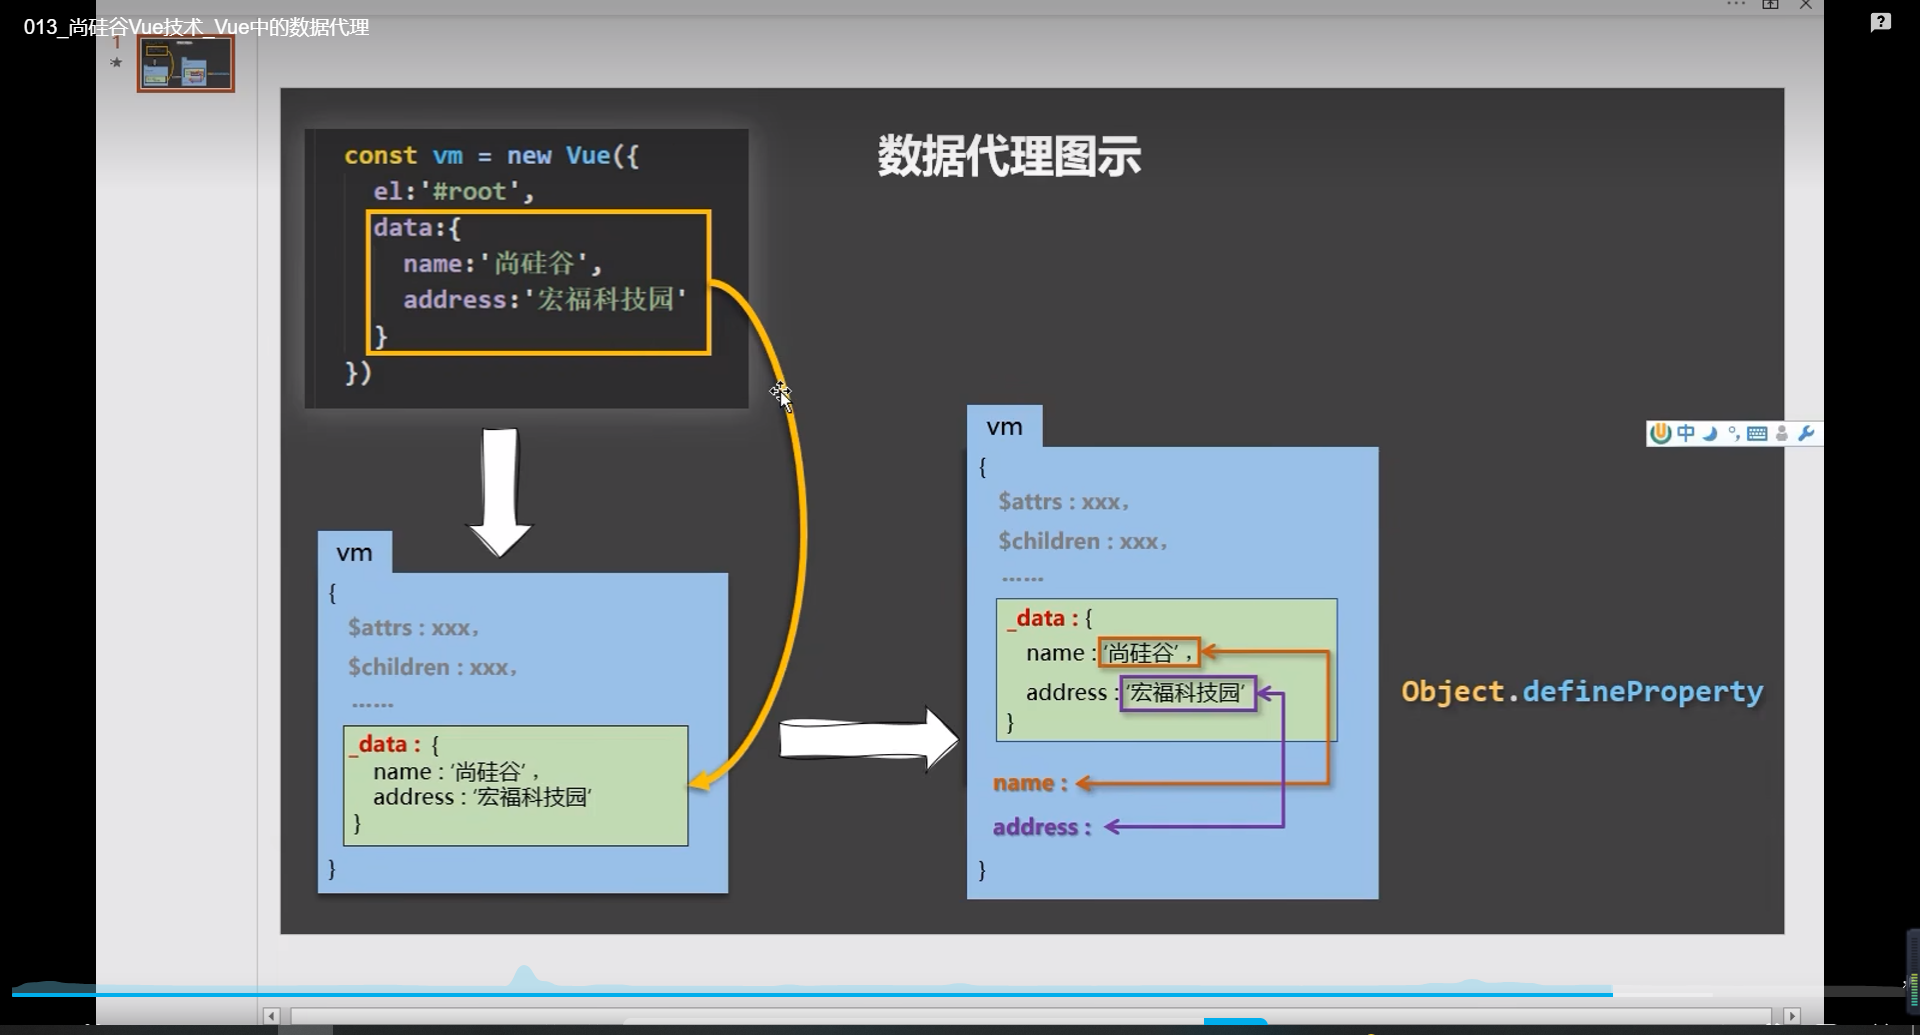 013_尚硅谷Vue技术_Vue中的数据代理
1
数据代理图示
const vm = new Vue({
el:'#root',
data:{
name:'尚硅谷',
address:'宏福科技园'
}
})
vm
{
$attrs : xxx,
$children : xxx,
......
_data : {
name : '尚硅谷' ,
address : '宏福科技园'
}
}
vm
{
$attrs : xxx,
$children : xxx,
......
_data : {
name : '尚硅谷' ,
address : '宏福科技园'
}
name :
address :
}
Object.defineProperty
中